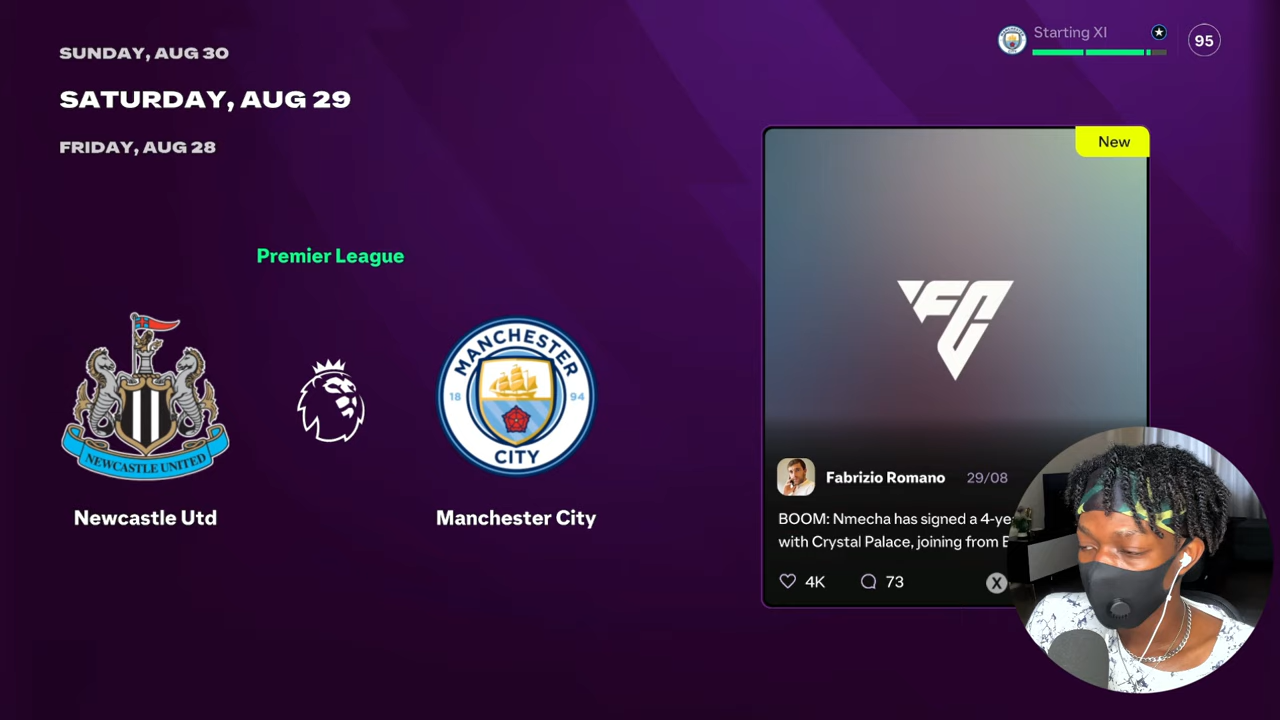 SUNDAY, AUG 30
SATURDAY, AUG 29
FRIDAY, AUG 28
Starting XI
95
Premier League
NEWCASTLE UNITED
Newcastle Utd
MANCHESTER
18 94
CITY
Manchester City
New
FC
Fabrizio Romano 29/08
BOOM: Nmecha has signed a 4-ye
with Crystal Palace, joining from
4K 73 X